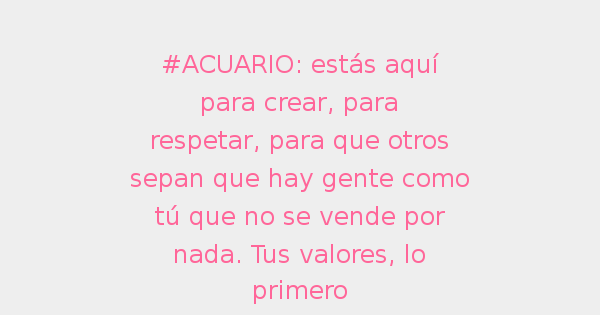 #ACUARIO: estás aquí
para crear, para
respetar, para que otros
sepan que hay gente como
tú que no se vende por
nada. Tus valores, lo
primero